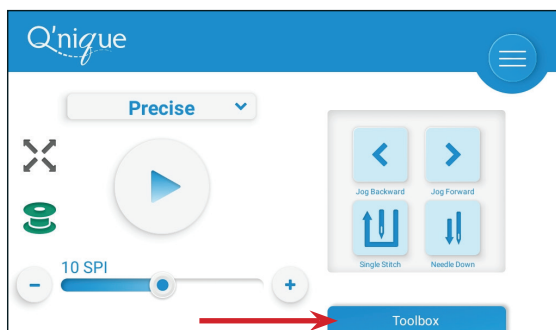 Q'nique
Precise
Jog Backward
Jog Forward
10 SPI
Single Stitch
Needle Down
Toolbox